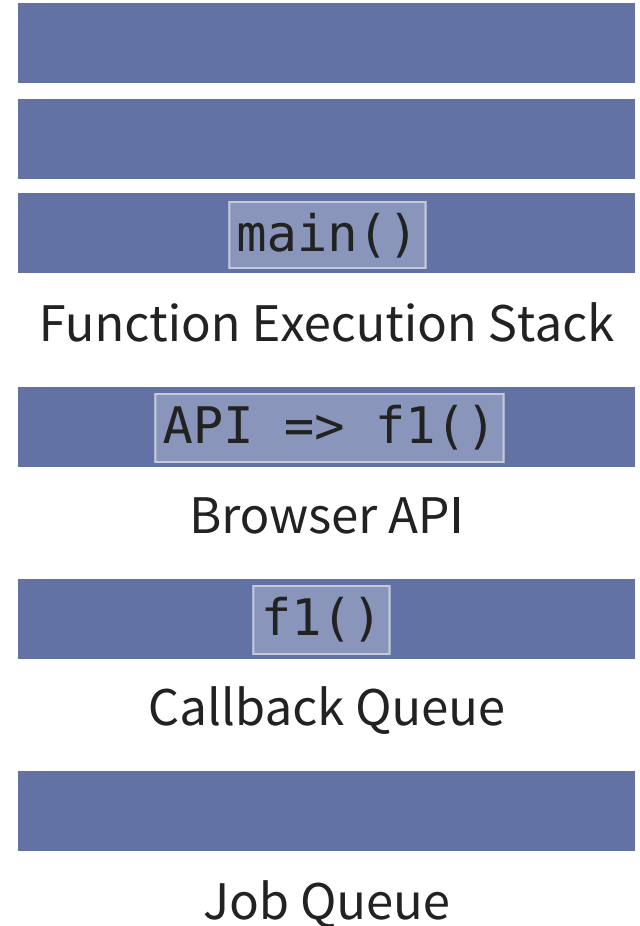 main()
Function Execution Stack
API => f1()
Browser API
f1()
Callback Queue
Job Queue